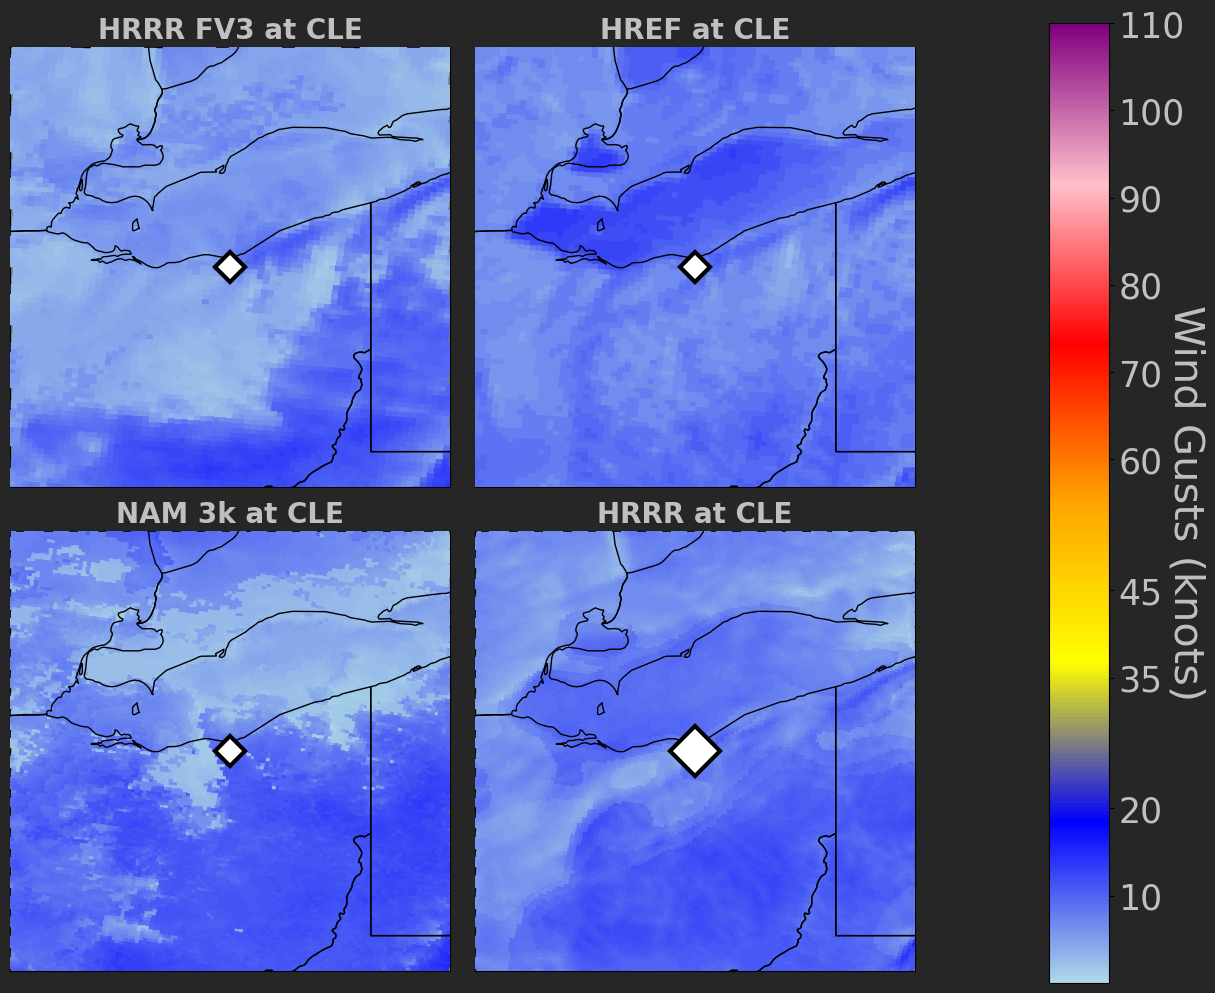 HRRR FV3 at CLE
HREF at CLE
NAM 3k at CLE
HRRR at CLE
110
100
90
80
70
60
45
35
20
10
Wind Gusts (knots)